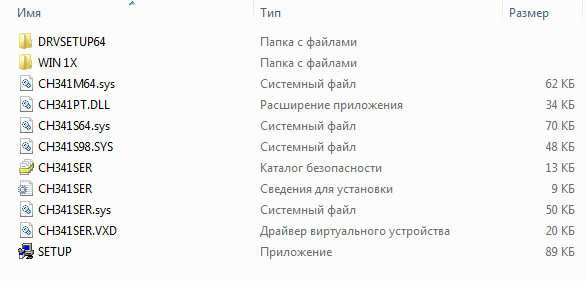 Имя Тип Размер
DRVSETUP64 Папка с файлами
WIN 1X Папка с файлами
CH341M64.sys Системный файл 62 КБ
CH341PT.DLL Расширение приложения 34 КБ
CH341S64.sys Системный файл 70 КБ
CH341S98.SYS Системный файл 48 КБ
CH341SER Каталог безопасности 13 КБ
CH341SER Сведения для установки 9 КБ
CH341SER.sys Системный файл 50 КБ
CH341SER.VXD Драйвер виртуального устройства 20 КБ
SETUP Приложение 89 КБ